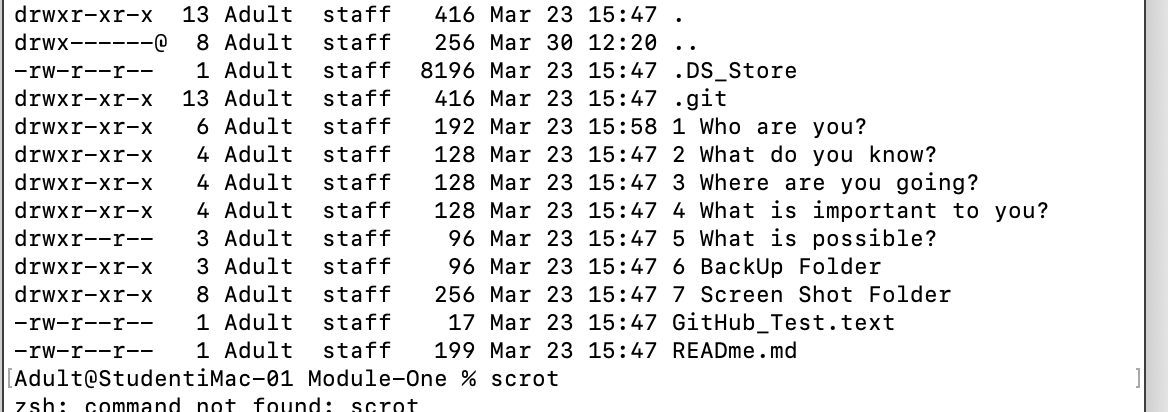 drwxr-xr-x  13 Adult  staff   416 Mar 23 15:47 .
drwx------@  8 Adult  staff   256 Mar 30 12:20 ..
-rw-r--r--   1 Adult  staff  8196 Mar 23 15:47 .DS_Store
drwxr-xr-x  13 Adult  staff   416 Mar 23 15:47 .git
drwxr-xr-x   6 Adult  staff   192 Mar 23 15:58 1 Who are you?
drwxr-xr-x   4 Adult  staff   128 Mar 23 15:47 2 What do you know?
drwxr-xr-x   4 Adult  staff   128 Mar 23 15:47 3 Where are you going?
drwxr-xr-x   4 Adult  staff   128 Mar 23 15:47 4 What is important to you?
drwxr--r--   3 Adult  staff    96 Mar 23 15:47 5 What is possible?
drwxr-xr-x   3 Adult  staff    96 Mar 23 15:47 6 BackUp Folder
drwxr-xr-x   8 Adult  staff   256 Mar 23 15:47 7 Screen Shot Folder
-rw-r--r--   1 Adult  staff    17 Mar 23 15:47 GitHub_Test.text
-rw-r--r--   1 Adult  staff   199 Mar 23 15:47 READme.md
[Adult@StudentiMac-01 Module-One % scrot ]
zsh: command not found: scrot